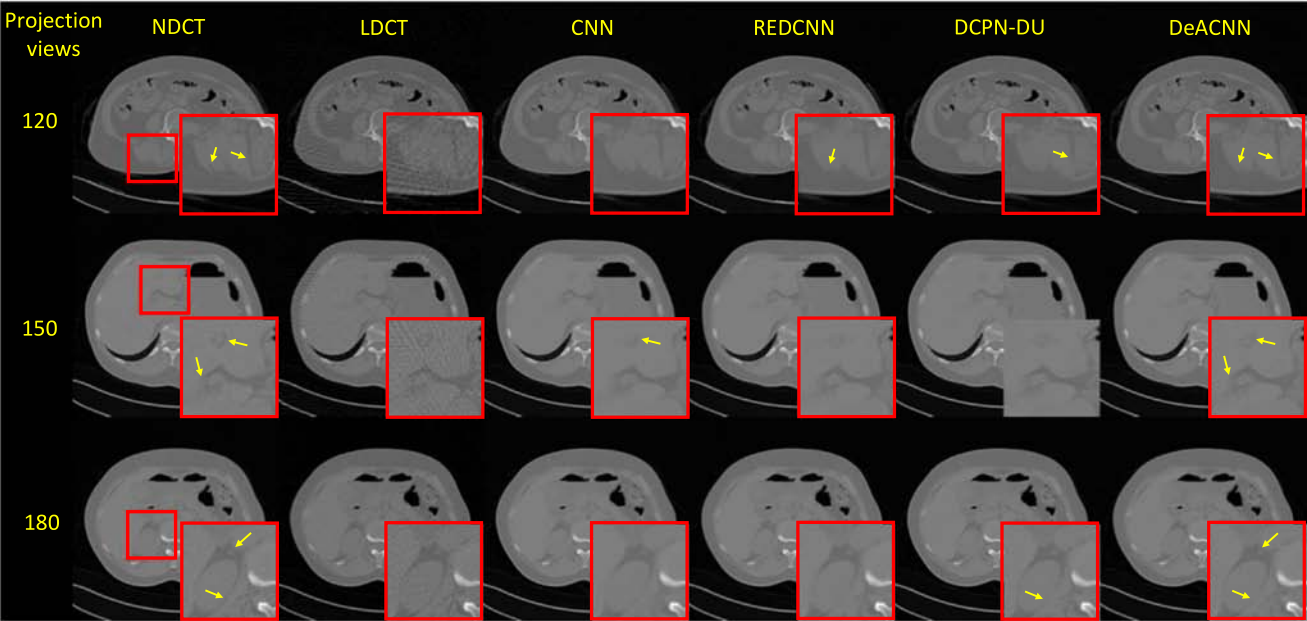 Projection
views
NDCT
LDCT
CNN
REDCNN
DCPN-DU
DeACNN
120
150
180